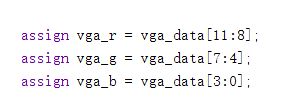 assign vga_r = vga_data[11:8];
assign vga_g = vga_data[7:4];
assign vga_b = vga_data[3:0];